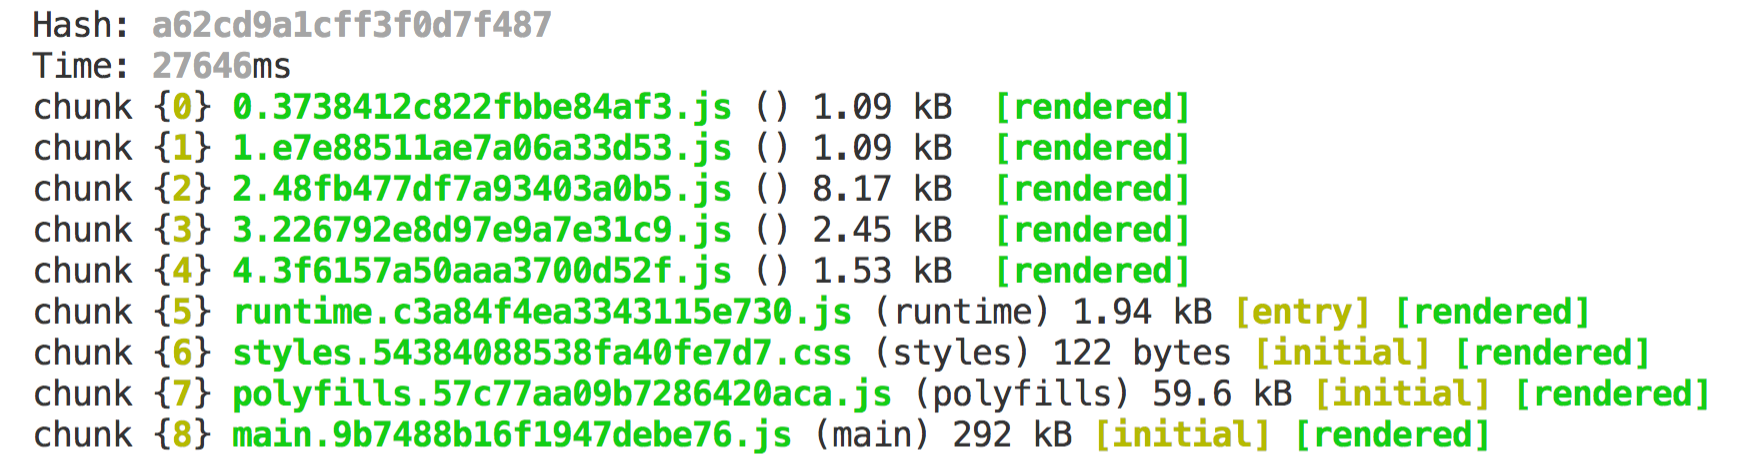 Hash: a62cd9a1cff3f0d7f487
Time: 27646ms
chunk {0} 0.3738412c822fbbe84af3.js () 1.09 kB  [rendered]
chunk {1} 1.e7e88511ae7a06a33d53.js () 1.09 kB  [rendered]
chunk {2} 2.48fb477df7a93403a0b5.js () 8.17 kB  [rendered]
chunk {3} 3.226792e8d97e9a7e31c9.js () 2.45 kB  [rendered]
chunk {4} 4.3f6157a50aaa3700d52f.js () 1.53 kB  [rendered]
chunk {5} runtime.c3a84f4ea3343115e730.js (runtime) 1.94 kB [entry] [rendered]
chunk {6} styles.54384088538fa40fe7d7.css (styles) 122 bytes [initial] [rendered]
chunk {7} polyfills.57c77aa09b7286420aca.js (polyfills) 59.6 kB [initial] [rendered]
chunk {8} main.9b7488b16f1947debe76.js (main) 292 kB [initial] [rendered]